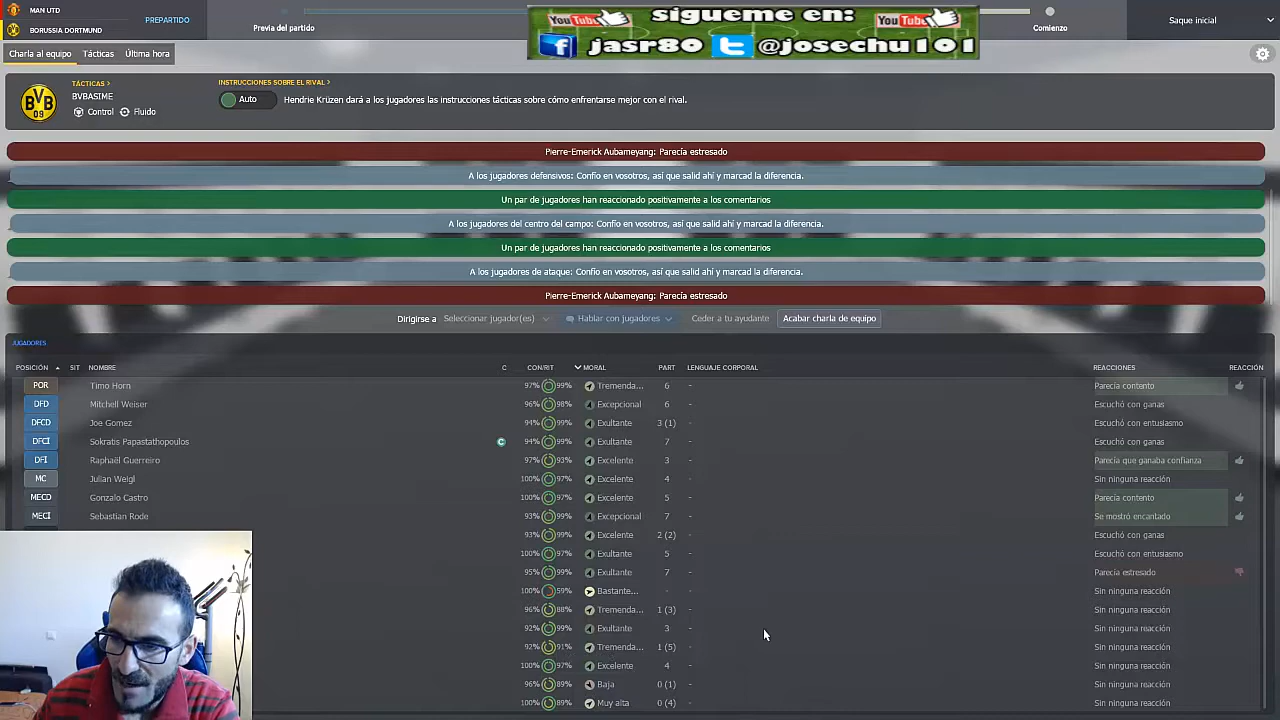 MAN UTD
BORUSSIA DORTMUND
PREPARTIDO
Previa del partido
Comienzo
Saque inicial
YouTube
sígueme en:
YouTube
f jasr80 t @josechu101
Charla al equipo Tácticas Última hora
BVB 09
TÁCTICAS >
BVBASIME
Control Fluido
INSTRUCCIONES SOBRE EL RIVAL >
Auto
Hendrie Krüzen dará a los jugadores las instrucciones tácticas sobre cómo enfrentarse mejor con el rival.
Pierre-Emerick Aubameyang: Parecía estresado
A los jugadores defensivos: Confío en vosotros, así que salid ahí y marcad la diferencia.
Un par de jugadores han reaccionado positivamente a los comentarios
A los jugadores del centro del campo: Confío en vosotros, así que salid ahí y marcad la diferencia.
Un par de jugadores han reaccionado positivamente a los comentarios
A los jugadores de ataque: Confío en vosotros, así que salid ahí y marcad la diferencia.
Pierre-Emerick Aubameyang: Parecía estresado
Dirigirse a Seleccionar jugador(es) Hablar con jugadores Ceder a tu ayudante Acabar charla de equipo
JUGADORES
POSICIÓN SIT NOMBRE C CON/RIT MORAL PART LENGUAJE CORPORAL REACCIONES REACCIÓN
POR Timo Horn 97% 99% Tremenda... 6 - Parecía contento
DFD Mitchell Weiser 96% 98% Excepcional 6 - Escuchó con ganas
DFCD Joe Gomez 94% 99% Exultante 3 (1) - Escuchó con entusiasmo
DFCI Sokratis Papastathopoulos C 94% 99% Exultante 7 - Escuchó con ganas
DFI Raphaël Guerreiro 97% 93% Excelente 3 - Parecía que ganaba confianza
MC Julian Weigl 100% 97% Excelente 4 - Sin ninguna reacción
MECD Gonzalo Castro 100% 97% Excelente 5 - Parecía contento
MECI Sebastian Rode 93% 99% Excepcional 7 - Se mostró encantado
93% 99% Excelente 2 (2) - Escuchó con ganas
100% 97% Exultante 5 - Escuchó con entusiasmo
95% 99% Exultante 7 - Parecía estresado
100% 59% Bastante... - - Sin ninguna reacción
96% 88% Tremenda... 1 (3) - Sin ninguna reacción
92% 99% Exultante 3 - Sin ninguna reacción
92% 91% Tremenda... 1 (5) - Sin ninguna reacción
100% 97% Excelente 4 - Sin ninguna reacción
96% 89% Baja 0 (1) - Sin ninguna reacción
100% 89% Muy alta 0 (4) - Sin ninguna reacción